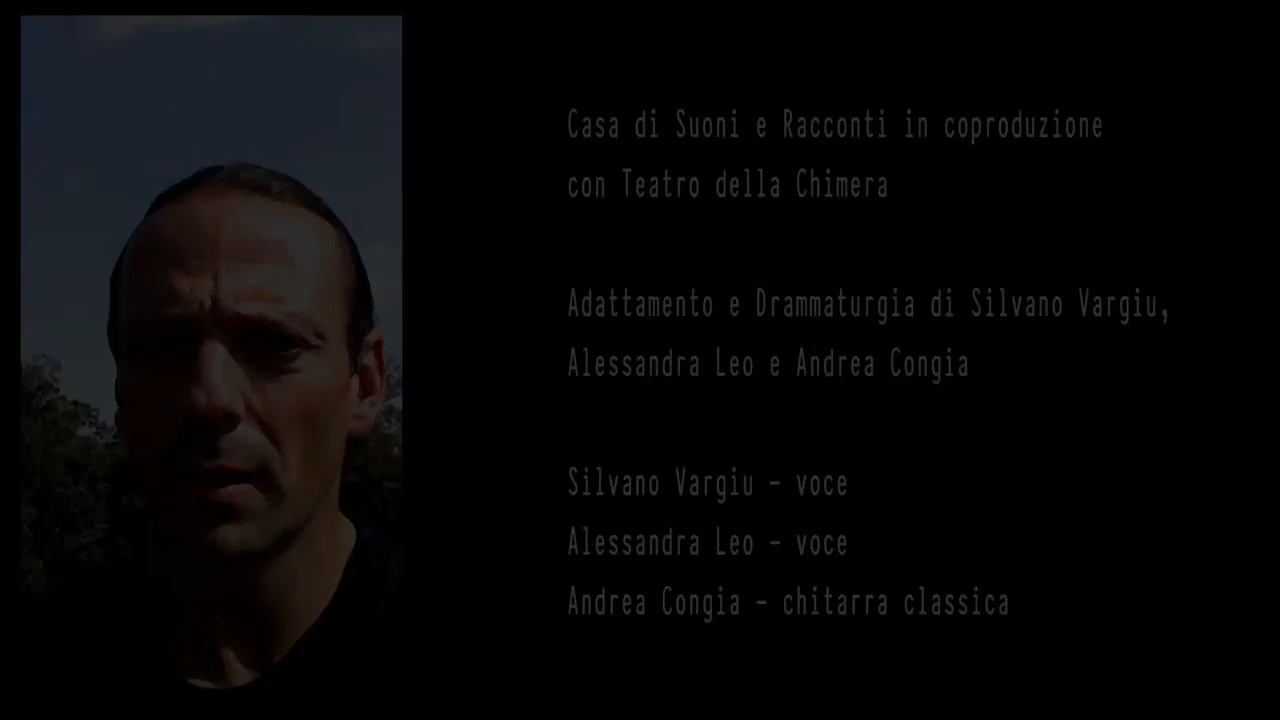 Casa di Suoni e Racconti in coproduzione
con Teatro della Chimera
Adattamento e Drammaturgia di Silvano Vargiu,
Alessandra Leo e Andrea Congia
Silvano Vargiu - voce
Alessandra Leo - voce
Andrea Congia - chitarra classica